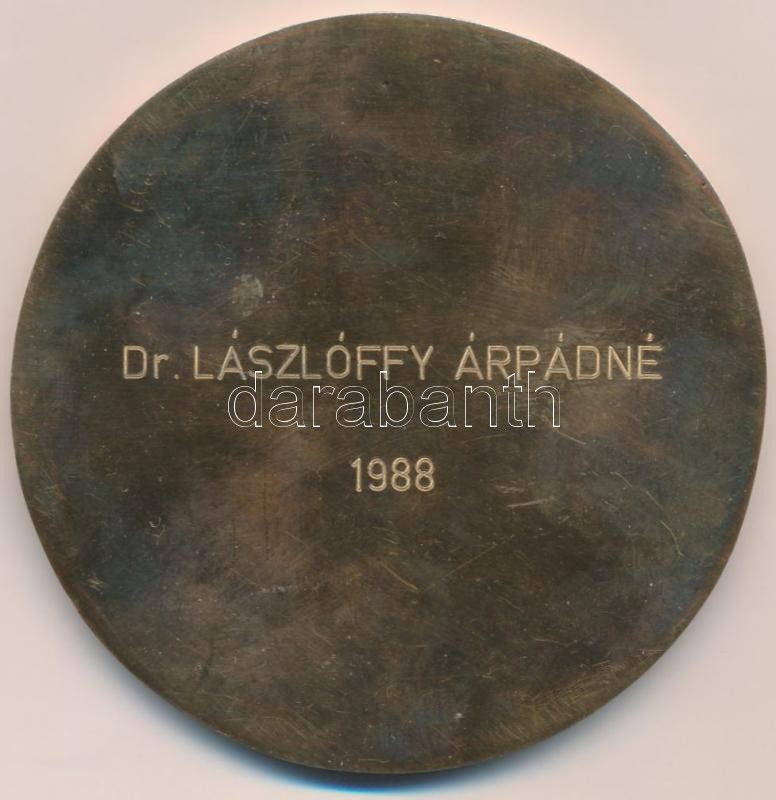 Dr. LÁSZLÓFFY ÁRPÁDNÉ
darabanth
1988